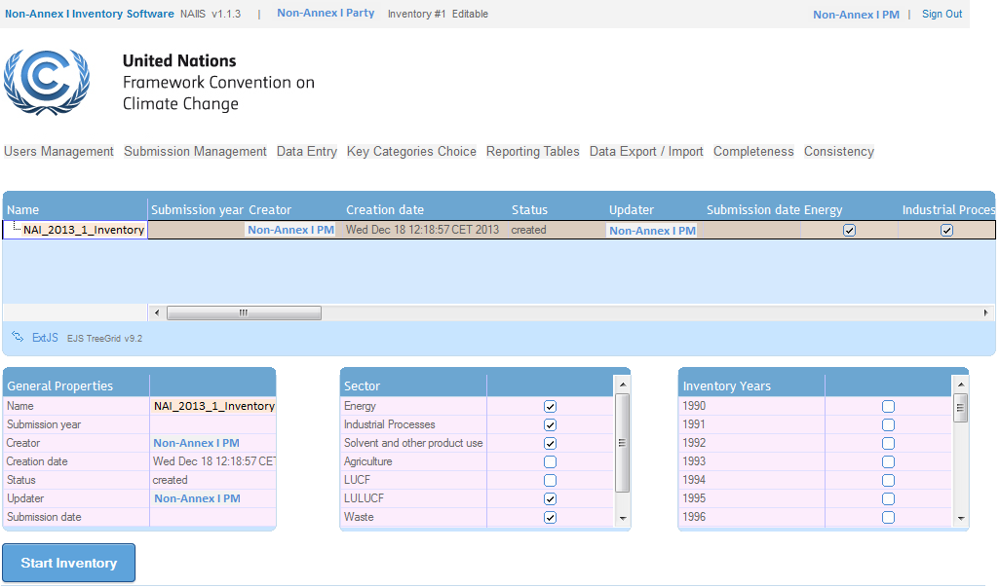 Non-Annex I Inventory Software NAIIS v1.1.3 | Non-Annex I Party Inventory #1 Editable Non-Annex I PM | Sign Out
United Nations
Framework Convention on
Climate Change
Users Management Submission Management Data Entry Key Categories Choice Reporting Tables Data Export / Import Completeness Consistency
Name Submission year Creator Creation date Status Updater Submission date Energy Industrial Proces
NAI_2013_1_Inventory Non-Annex I PM Wed Dec 18 12:18:57 CET 2013 created Non-Annex I PM
ExtJS EJS TreeGrid v9.2
General Properties
Name NAI_2013_1_Inventory
Submission year
Creator Non-Annex I PM
Creation date Wed Dec 18 12:18:57 CET
Status created
Updater Non-Annex I PM
Submission date
Sector
Energy
Industrial Processes
Solvent and other product use
Agriculture
LUCF
LULUCF
Waste
Inventory Years
1990
1991
1992
1993
1994
1995
1996
Start Inventory